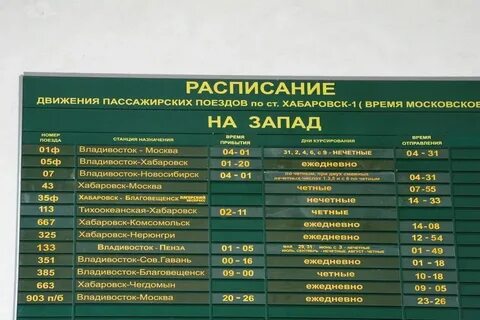 РАСПИСАНИЕ
ДВИЖЕНИЯ ПАССАЖИРСКИХ ПОЕЗДОВ ПО СТ. ХАБАРОВСК-1 ( ВРЕМЯ МОСКОВСКОЕ
НА ЗАПАД
НОМЕР ПОЕЗДА СТАНЦИЯ НАЗНАЧЕНИЯ ВРЕМЯ ПРИБЫТИЯ ДНИ КУРСИРОВАНИЯ ВРЕМЯ ОТПРАВЛЕНИЯ
01ф Владивосток - Москва 04 - 01 31, 2, 4, 6, с 9 - НЕЧЕТНЫЕ 04 - 31
05ф Владивосток-Хабаровск 01 -20 ежедневно
07 Владивосток-Новосибирск 04 - 01 04-31
43 Хабаровск-Москва четные 07-55
35ф ХАБАРОВСК - БЛАГОВЕЩЕНСК нечетные 14 - 33
113 Тихоокеанская-Хабаровск 02 -11 ежедневно
667 Хабаровск-Комсомольск ежедневно 14-08
325 Хабаровск-Нерюнгри ежедневно 12 - 54
133 Владивосток -Пенза 01 - 05 01 -49
351 Владивосток-Сов.Гавань 00 - 16 ежедневно 01 - 21
385 Владивосток-Благовещенск 09 - 00 четные 10 -18
663 Хабаровск-Чегдомын ежедневно 09 - 05
903 п/б Владивосток-Москва 20 - 26 ежедневно 23-26